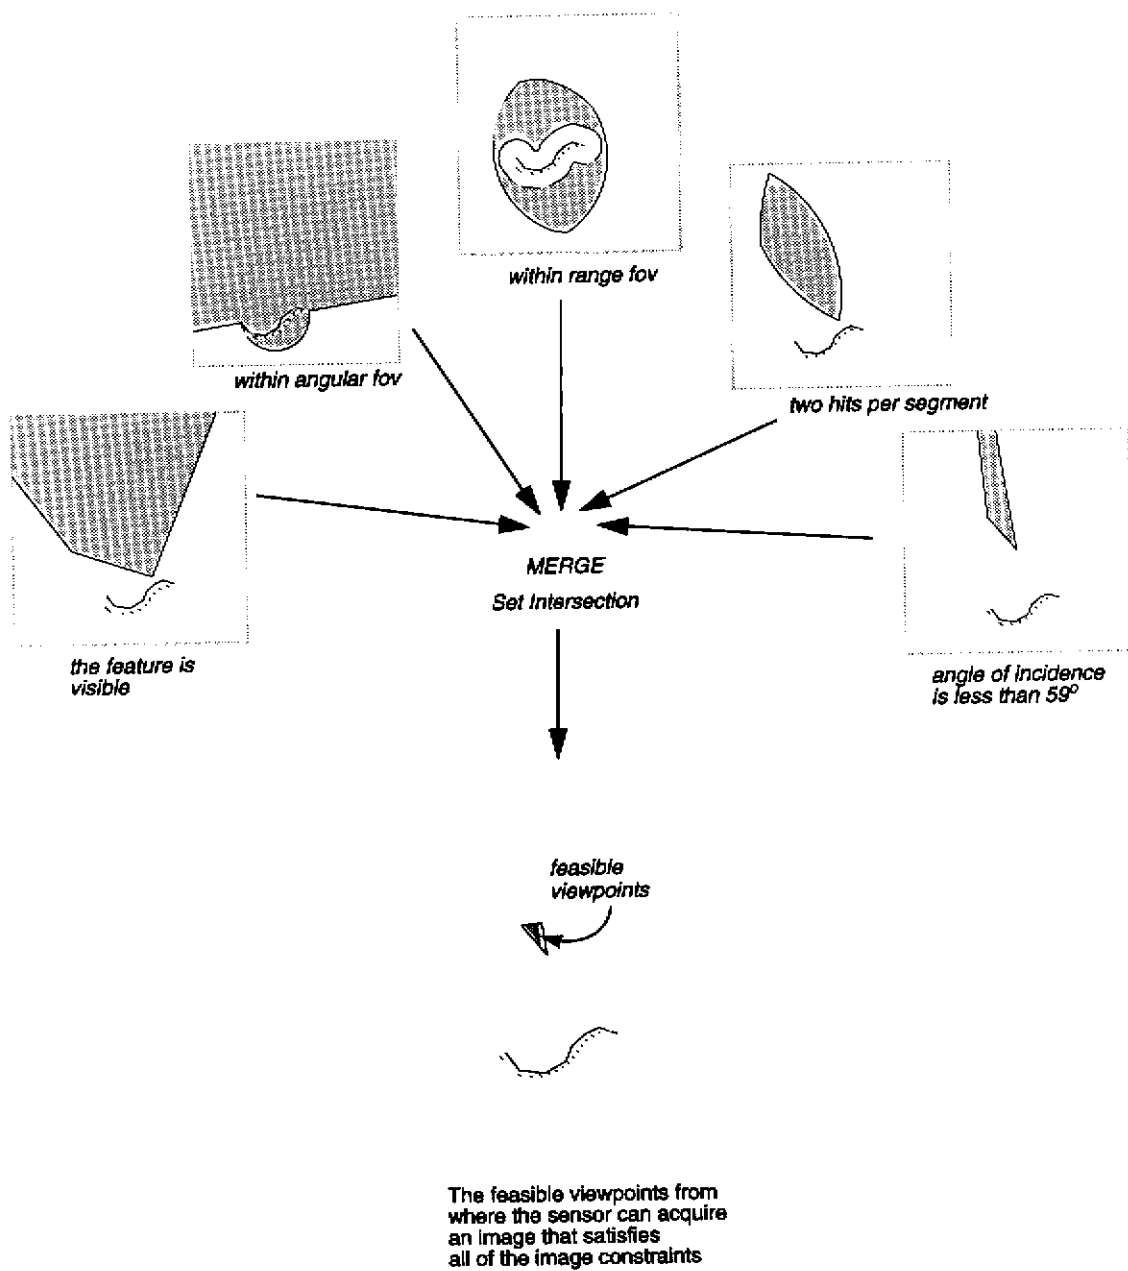 within range fov
within angular fov
two hits per segment
the feature is
visible
MERGE
Set Intersection
angle of incidence
is less than 59°
feasible
viewpoints
The feasible viewpoints from
where the sensor can acquire
an image that satisfies
all of the image constraints